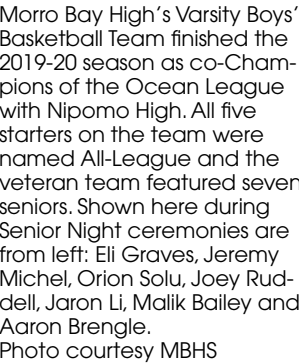 Morro Bay High's Varsity Boys'
Basketball Team finished the
2019-20 season as co-Cham-
pions of the Ocean League
with Nipomo High. All five
starters on the team were
named All-League and the
veteran team featured seven
seniors. Shown here during
Senior Night ceremonies are
from left: Eli Graves, Jeremy
Michel, Orion Solu, Joey Rud-
dell, Jaron Li, Malik Bailey and
Aaron Brengle.
Photo courtesy MBHS